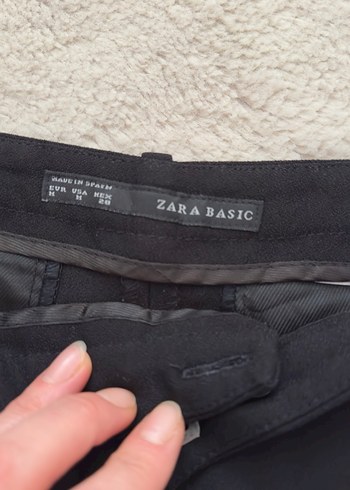 MADE IN SPAIN
EUR USA MEX
M M 28
ZARA BASIC